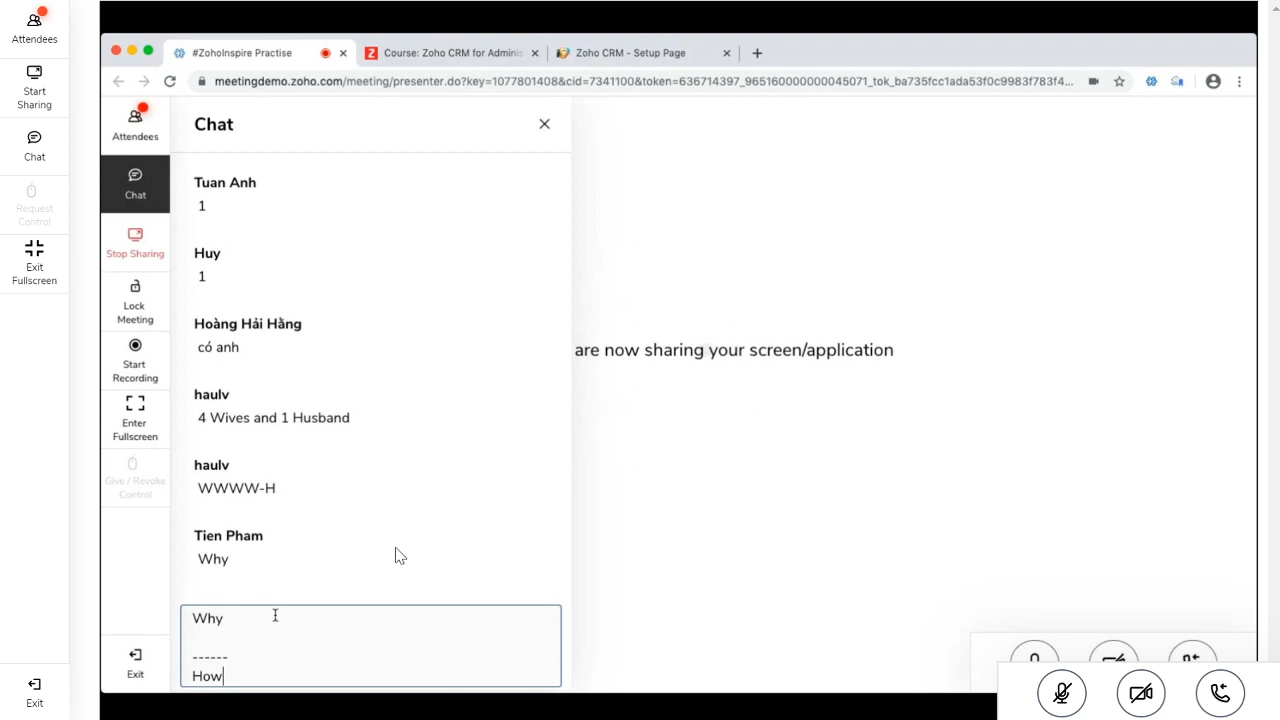 Attendees
Start
Sharing
Chat
Request
Control
Exit
Fullscreen
Exit
#ZohoInspire Practise
Course: Zoho CRM for Adminis
Zoho CRM - Setup Page
meetingdemo.zoho.com/meeting/presenter.do?key=1077801408&cid=7341100&token=636714397_965160000000045071_tok_ba735fcc1ada53f0c9983f783f4...
Attendees
Chat
Stop Sharing
Lock
Meeting
Start
Recording
Enter
Fullscreen
Give / Revoke
Control
Exit
Chat
Tuan Anh
1
Huy
1
Hoàng Hải Hằng
có anh
haulv
4 Wives and 1 Husband
haulv
WWWW-H
Tien Pham
Why
Why
------
How
are now sharing your screen/application